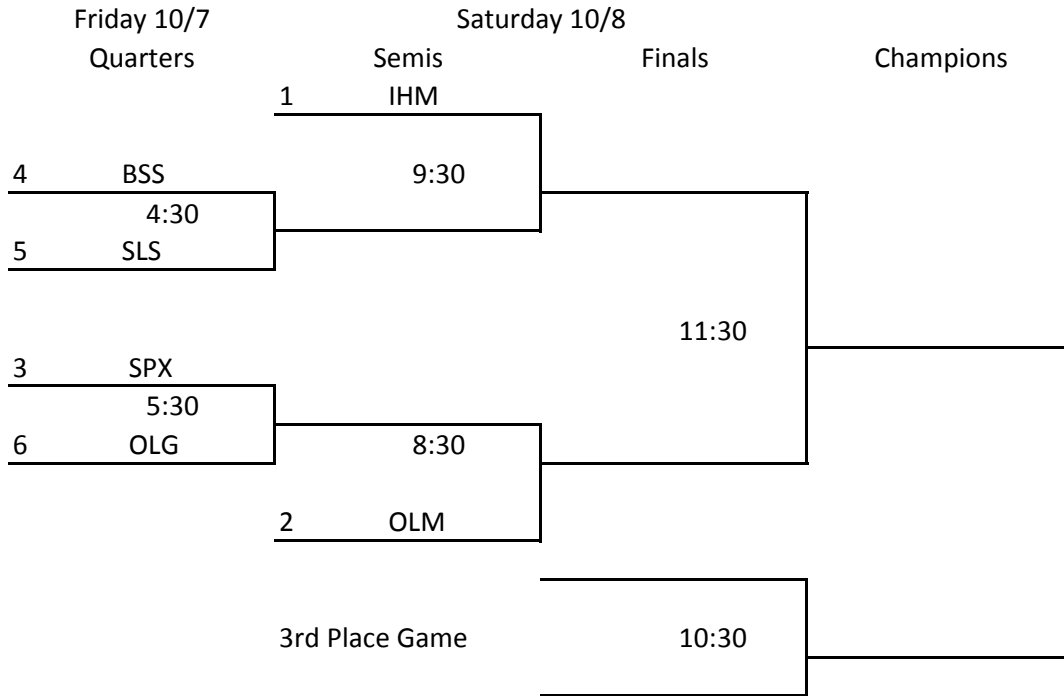 Friday 10/7 Saturday 10/8
Quarters Semis Finals Champions
1 IHM
4 BSS 9:30
4:30
5 SLS
11:30
3 SPX
5:30
6 OLG 8:30
2 OLM
3rd Place Game 10:30